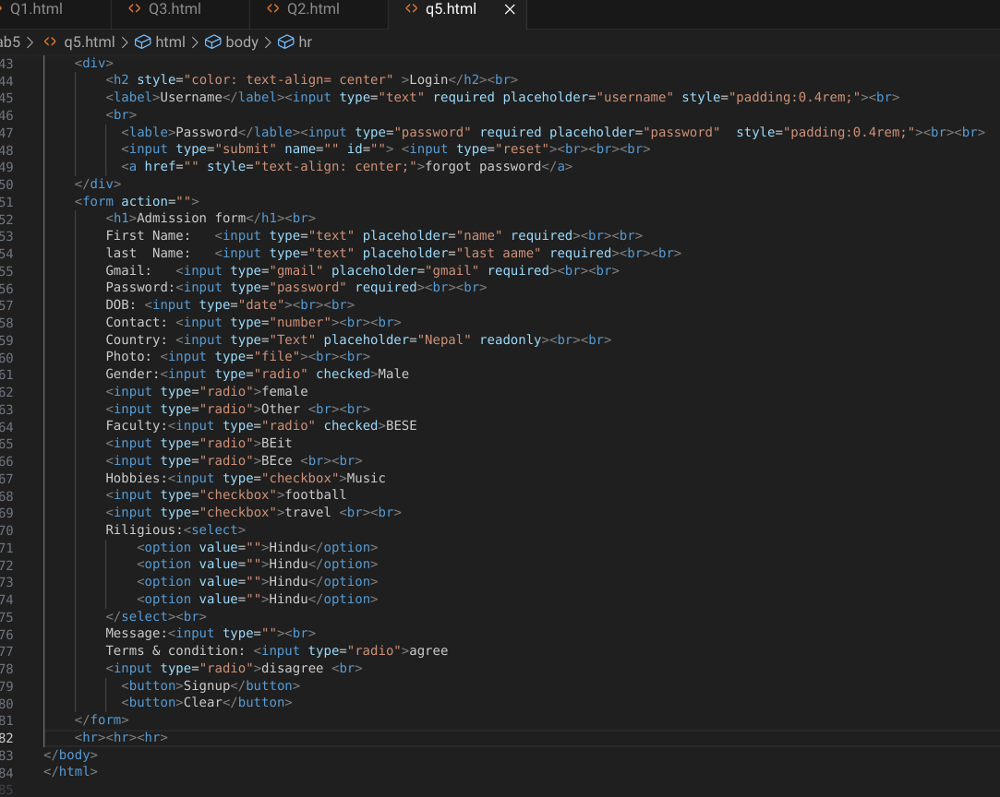 Q1.html <> Q3.html <> Q2.html <> q5.html ×
ab5 > <> q5.html > html > body > hr
43 <div>
44 <h2 style="color: text-align= center" >Login</h2><br>
45 <label>Username</label><input type="text" required placeholder="username" style="padding:0.4rem;"><br>
46 <br>
47 <lable>Password</lable><input type="password" required placeholder="password"  style="padding:0.4rem;"><br><br>
48 <input type="submit" name="" id=""> <input type="reset"><br><br><br>
49 <a href="" style="text-align: center;">forgot password</a>
50 </div>
51 <form action="">
52 <h1>Admission form</h1><br>
53 First Name:   <input type="text" placeholder="name" required><br><br>
54 last  Name:   <input type="text" placeholder="last aame" required><br><br>
55 Gmail:   <input type="gmail" placeholder="gmail" required><br><br>
56 Password:<input type="password" required><br><br>
57 DOB: <input type="date"><br><br>
58 Contact: <input type="number"><br><br>
59 Country: <input type="Text" placeholder="Nepal" readonly><br><br>
60 Photo: <input type="file"><br><br>
61 Gender:<input type="radio" checked>Male
62 <input type="radio">female
63 <input type="radio">Other <br><br>
64 Faculty:<input type="radio" checked>BESE
65 <input type="radio">BEit
66 <input type="radio">BEce <br><br>
67 Hobbies:<input type="checkbox">Music
68 <input type="checkbox">football
69 <input type="checkbox">travel <br><br>
70 Riligious:<select>
71 <option value="">Hindu</option>
72 <option value="">Hindu</option>
73 <option value="">Hindu</option>
74 <option value="">Hindu</option>
75 </select><br>
76 Message:<input type=""><br>
77 Terms & condition: <input type="radio">agree
78 <input type="radio">disagree <br>
79 <button>Signup</button>
80 <button>Clear</button>
81 </form>
82 <hr><hr><hr>
83 </body>
84 </html>
85